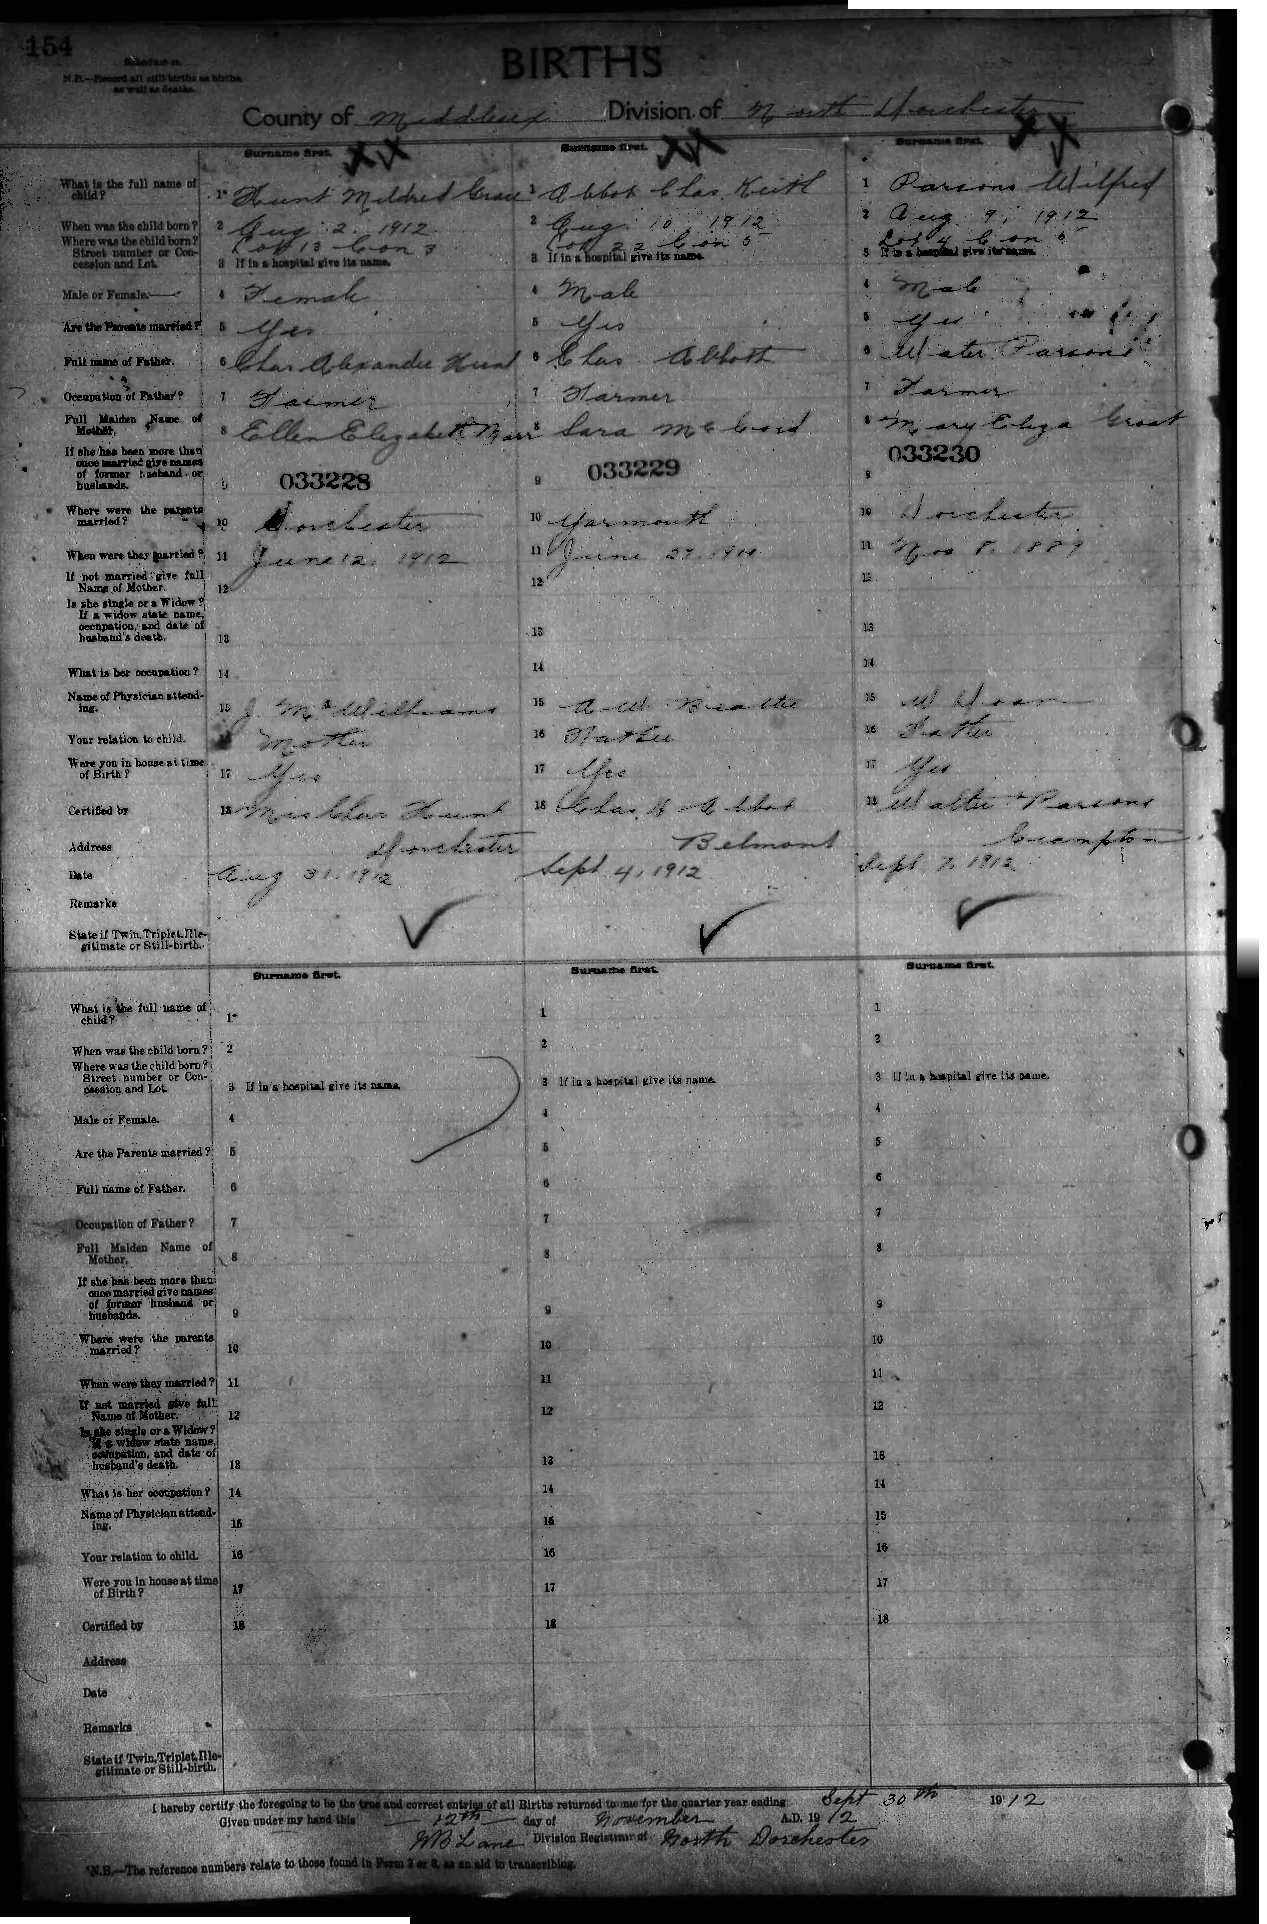 154
Schedule A.
N.B.—Record all still births as births as well as deaths.
BIRTHS
County of Middlesex Division of North Dorchester
Surname first. Surname first. Surname first.
What is the full name of child? 1* Hunt Mildred Grace 1 Abbot Chas. Keith 1 Parsons Wilfred
When was the child born? 2 Aug 2. 1912 2 Aug. 10, 1912 2 Aug 9, 1912
Where was the child born? Street number or Concession and Lot. Lot 13 Con 3 Lot 22 Con 5 Lot 4 Con 5
3 If in a hospital give its name. 3 If in a hospital give its name. 3 If in a hospital give its name.
Male or Female. 4 Female 4 Male 4 Male
Are the Parents married? 5 Yes 5 Yes 5 Yes
Full name of Father. 6 Chas Alexander Hunt 6 Chas Abbott 6 Water Parsons
Occupation of Father? 7 Farmer 7 Farmer 7 Farmer
Full Maiden Name of Mother. 8 Ellen Elizabeth Marr 8 Sara McCord 8 Mary Eliza Groat
If she has been more than once married give names of former husband or husbands. 9 033228 9 033229 9 033230
Where were the parents married? 10 Dorchester 10 Yarmouth 10 Dorchester
When were they married? 11 June 12. 1912 11 June 29. 1910 11 Nov 8. 1889
If not married give full Name of Mother. 12 12 12
Is she single or a Widow? If a widow state name, occupation, and date of husband's death. 13 13 13
What is her occupation? 14 14 14
Name of Physician attending. 15 J. McWilliams 15 A W Beattie 15 W Doan
Your relation to child. Mother 16 Father 16 Father
Were you in house at time of Birth? 17 Yes 17 Yes 17 Yes
Certified by 18 Mrs Chas Hunt 18 Chas. H Abbot 18 Walter Parsons
Address Dorchester Belmont Crampton
Date Aug 31. 1912 Sept 4, 1912 Sept 7, 1912
Remarks
State if Twin, Triplet, Illegitimate or Still-birth.
Surname first. Surname first. Surname first.
What is the full name of child? 1* 1 1
When was the child born? 2 2 2
Where was the child born? Street number or Concession and Lot. 3 If in a hospital give its name. 3 If in a hospital give its name. 3 If in a hospital give its name.
Male or Female. 4 4 4
Are the Parents married? 5 5 5
Full name of Father. 6 6 6
Occupation of Father? 7 7 7
Full Maiden Name of Mother. 8 8 8
If she has been more than once married give names of former husband or husbands. 9 9 9
Where were the parents married? 10 10 10
When were they married? 11 11 11
If not married give full Name of Mother. 12 12 12
Is she single or a Widow? If a widow state name, occupation, and date of husband's death. 13 13 13
What is her occupation? 14 14 14
Name of Physician attending. 15 15 15
Your relation to child. 16 16 16
Were you in house at time of Birth? 17 17 17
Certified by 18 18 18
Address
Date
Remarks
State if Twin, Triplet, Illegitimate or Still-birth.
I hereby certify the foregoing to be the true and correct entries of all Births returned to me for the quarter year ending Sept 30th 1912
Given under my hand this 12th day of November A.D. 1912
WB Lane Division Registrar of North Dorchester
*N.B.—The reference numbers relate to those found in Form 2 or 3, as an aid to transcribing.